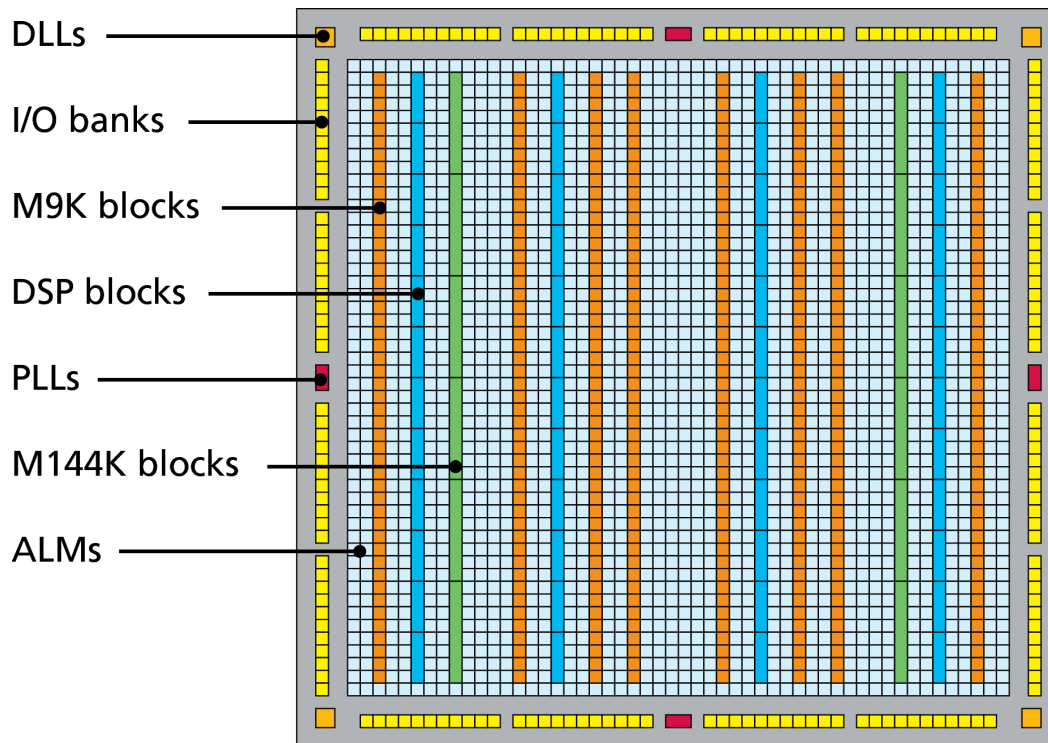 DLLs
I/O banks
M9K blocks
DSP blocks
PLLs
M144K blocks
ALMs